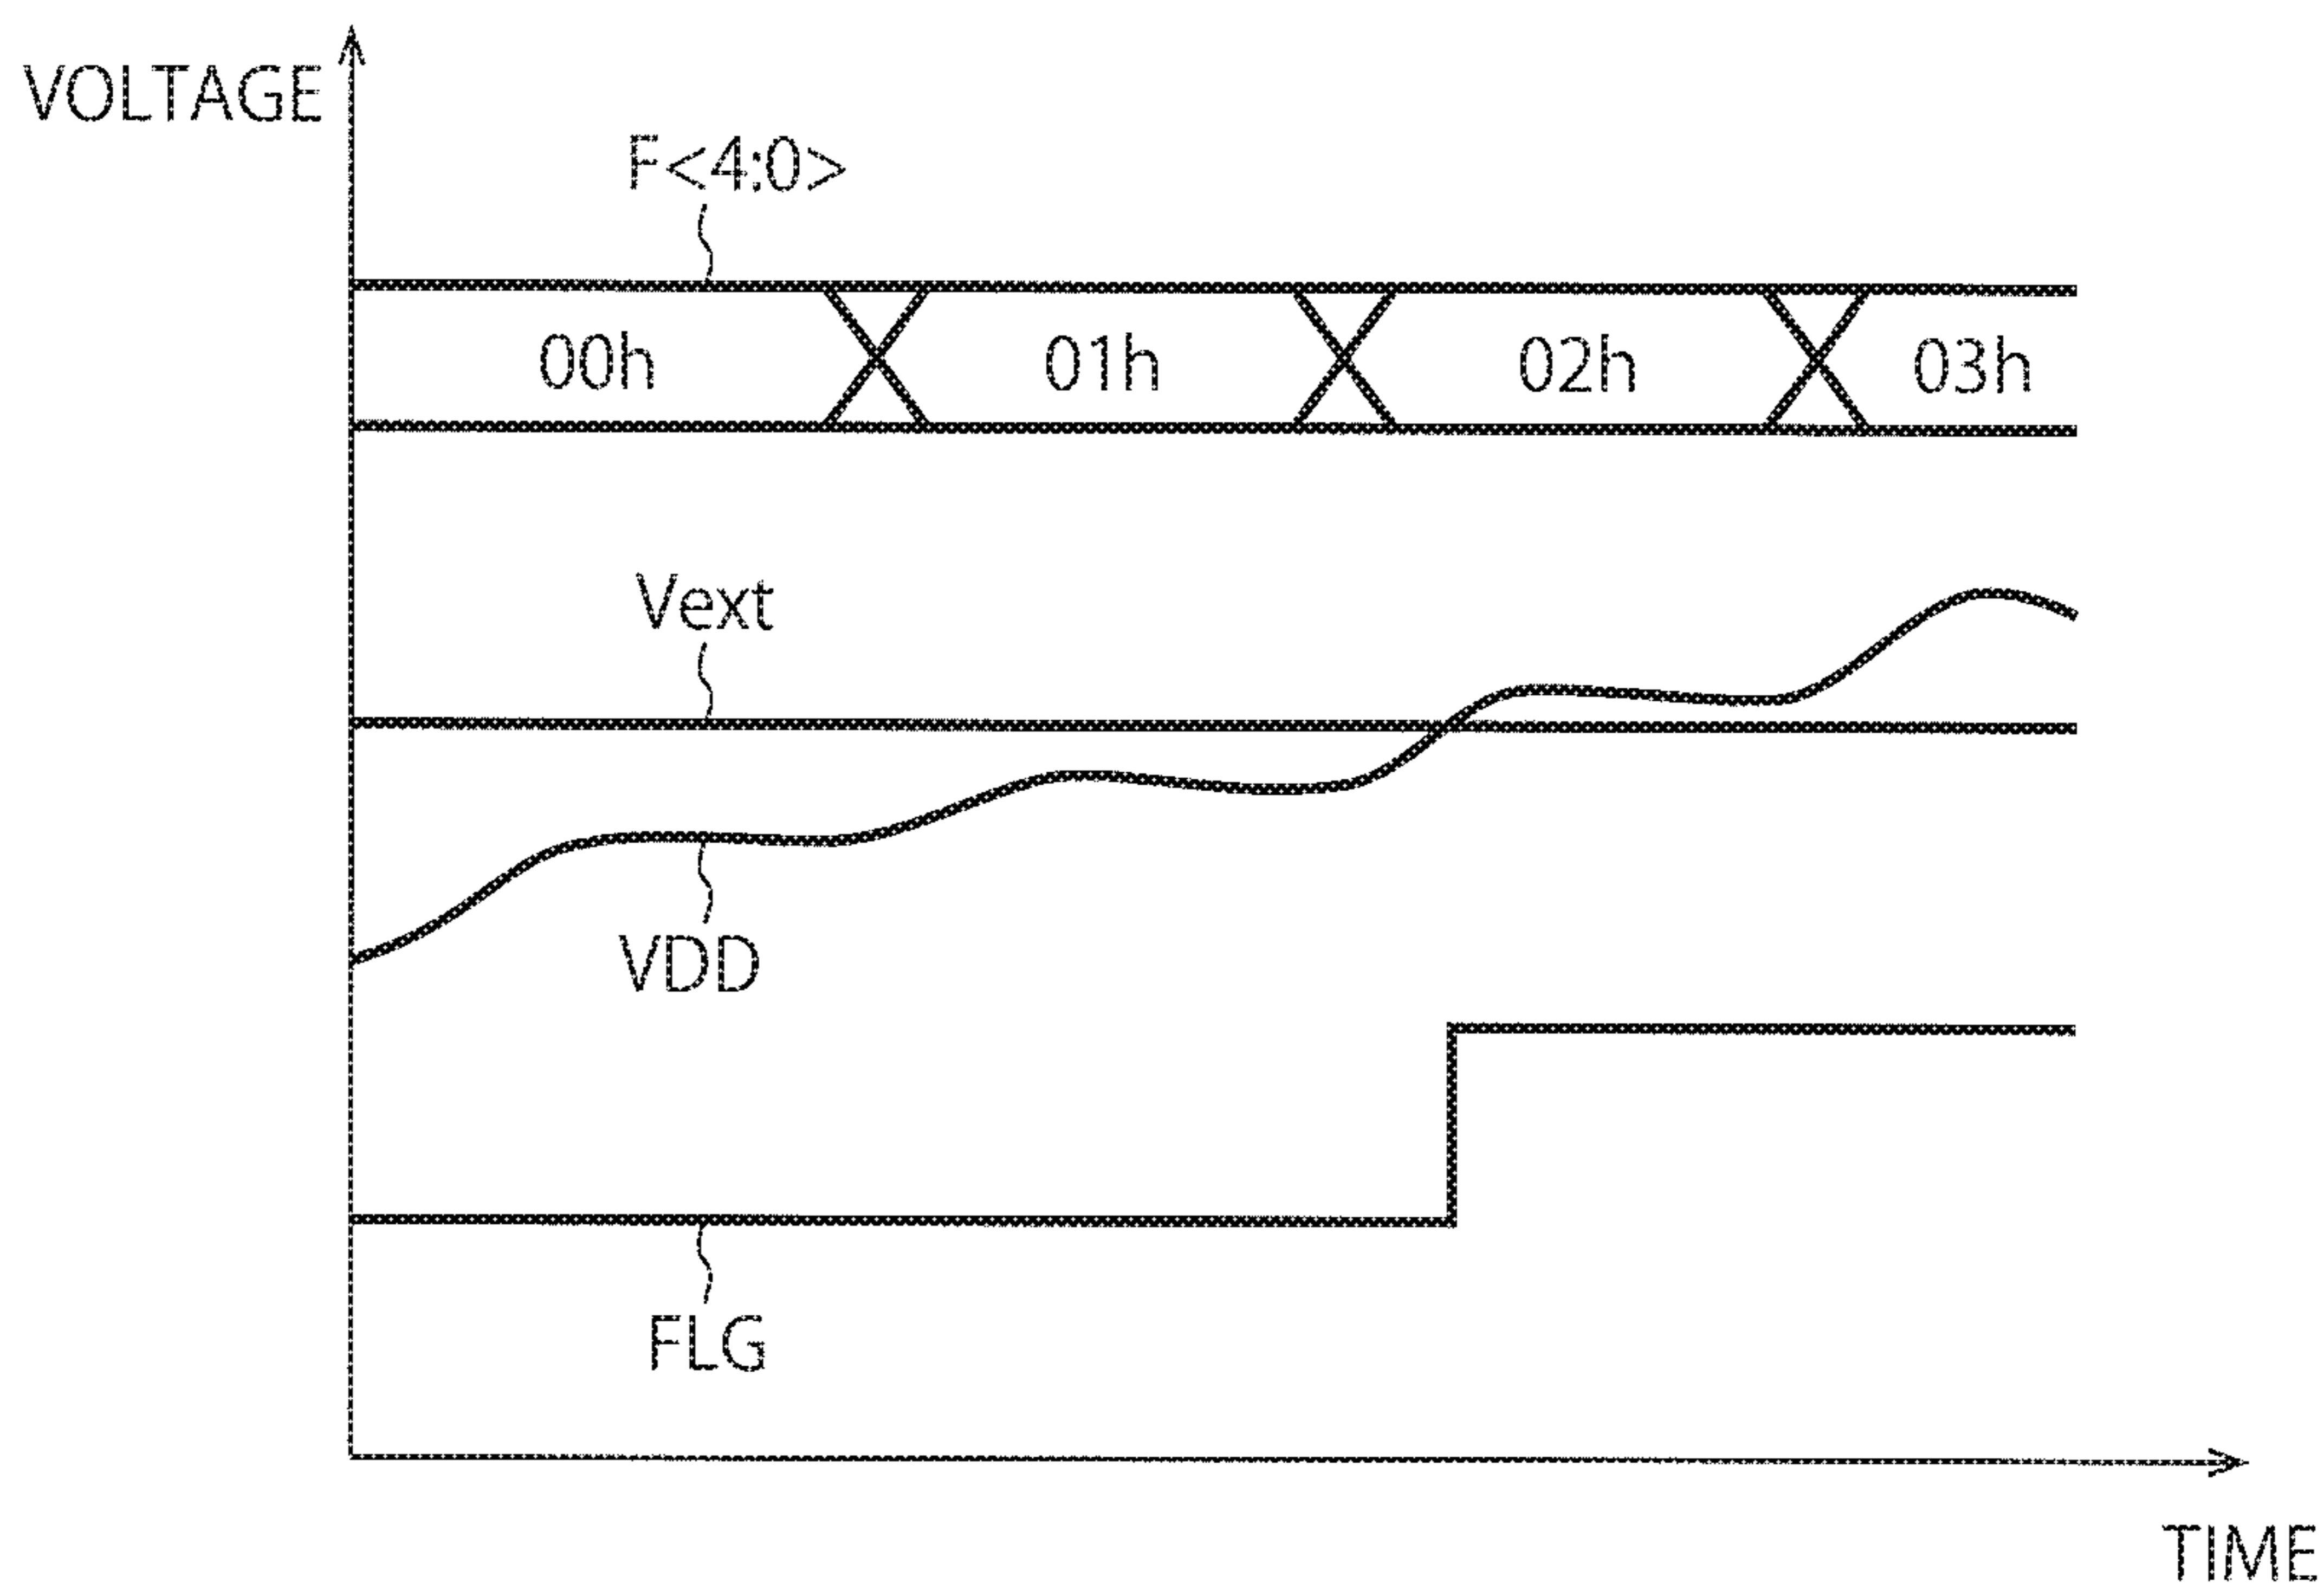 VOLTAGE
F<4:0>
00h 01h 02h 03h
Vext
VDD
FLG
TIME